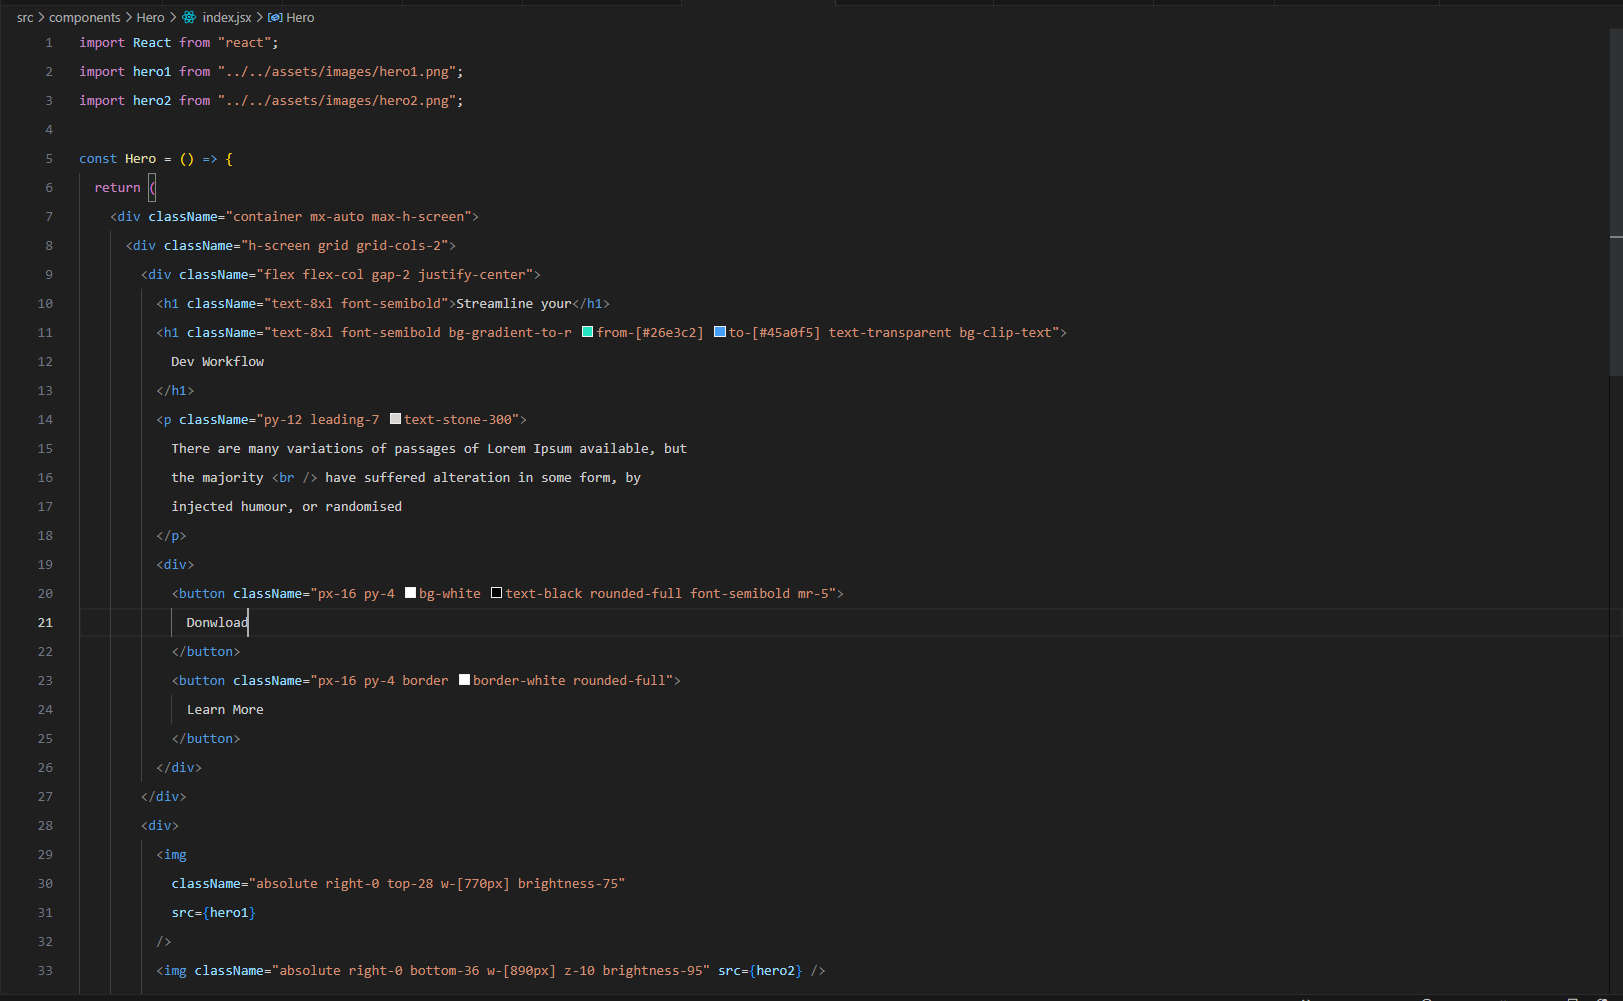 src > components > Hero > index.jsx > Hero
1 import React from "react";
2 import hero1 from "../../assets/images/hero1.png";
3 import hero2 from "../../assets/images/hero2.png";
4
5 const Hero = () => {
6 return (
7 <div className="container mx-auto max-h-screen">
8 <div className="h-screen grid grid-cols-2">
9 <div className="flex flex-col gap-2 justify-center">
10 <h1 className="text-8xl font-semibold">Streamline your</h1>
11 <h1 className="text-8xl font-semibold bg-gradient-to-r from-[#26e3c2] to-[#45a0f5] text-transparent bg-clip-text">
12 Dev Workflow
13 </h1>
14 <p className="py-12 leading-7 text-stone-300">
15 There are many variations of passages of Lorem Ipsum available, but
16 the majority <br /> have suffered alteration in some form, by
17 injected humour, or randomised
18 </p>
19 <div>
20 <button className="px-16 py-4 bg-white text-black rounded-full font-semibold mr-5">
21 Donwload
22 </button>
23 <button className="px-16 py-4 border border-white rounded-full">
24 Learn More
25 </button>
26 </div>
27 </div>
28 <div>
29 <img
30 className="absolute right-0 top-28 w-[770px] brightness-75"
31 src={hero1}
32 />
33 <img className="absolute right-0 bottom-36 w-[890px] z-10 brightness-95" src={hero2} />